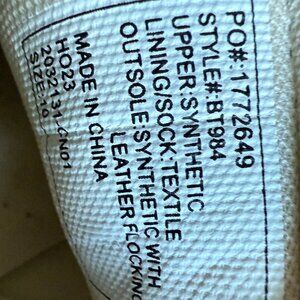 PO#:1772649
STYLE#:BT984
UPPER:SYNTHETIC
LINING/SOCK:TEXTILE
OUTSOLE:SYNTHETIC WITH
LEATHER FLOCKING
MADE IN CHINA
HO23
2032131-CN01
SIZE:10